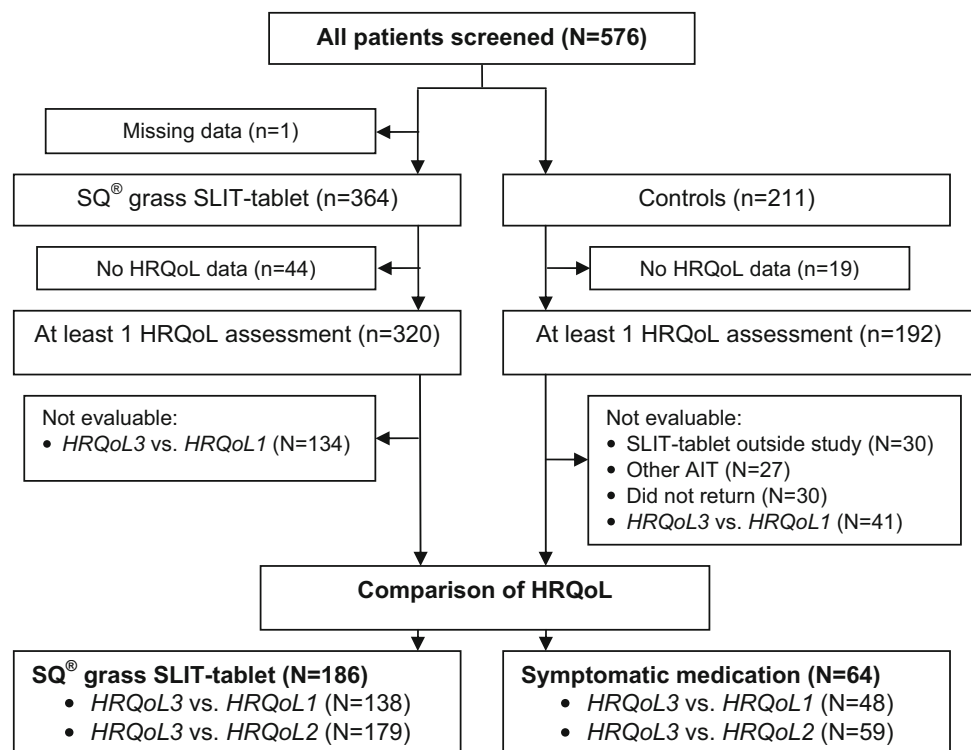 All patients screened (N=576)
Missing data (n=1)
SQ® grass SLIT-tablet (n=364)
Controls (n=211)
No HRQoL data (n=44)
No HRQoL data (n=19)
At least 1 HRQoL assessment (n=320)
At least 1 HRQoL assessment (n=192)
Not evaluable:
• HRQoL3 vs. HRQoL1 (N=134)
Not evaluable:
• SLIT-tablet outside study (N=30)
• Other AIT (N=27)
• Did not return (N=30)
• HRQoL3 vs. HRQoL1 (N=41)
Comparison of HRQoL
SQ® grass SLIT-tablet (N=186)
• HRQoL3 vs. HRQoL1 (N=138)
• HRQoL3 vs. HRQoL2 (N=179)
Symptomatic medication (N=64)
• HRQoL3 vs. HRQoL1 (N=48)
• HRQoL3 vs. HRQoL2 (N=59)